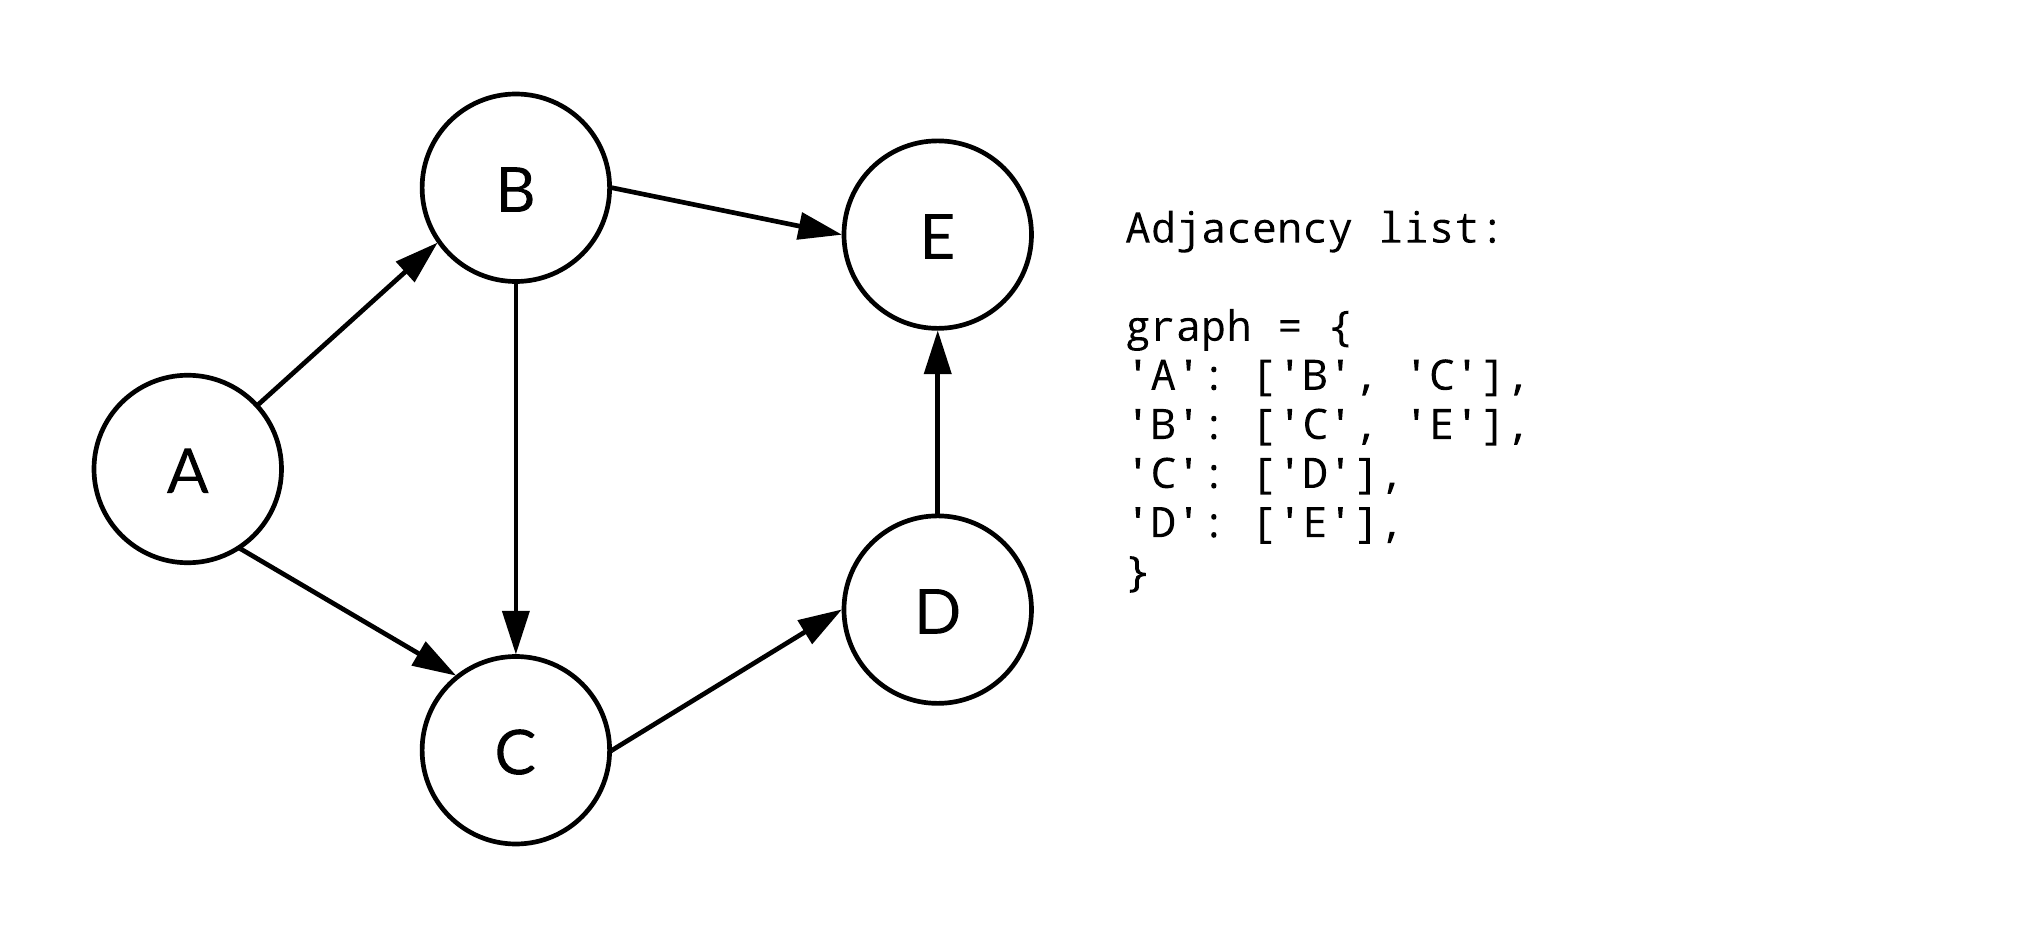 B
E
A
D
C
Adjacency list:
graph = {
'A': ['B', 'C'],
'B': ['C', 'E'],
'C': ['D'],
'D': ['E'],
}